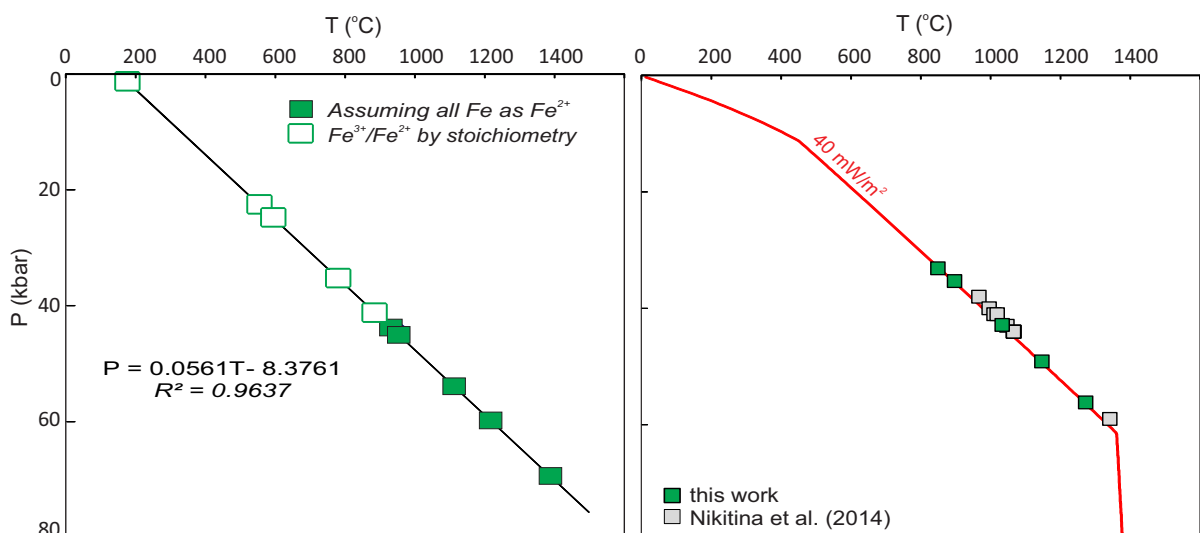 T (°C)
0 200 400 600 800 1000 1200 1400
0
20
40
60
80
P (kbar)
Assuming all Fe as Fe²⁺
Fe³⁺/Fe²⁺ by stoichiometry
P = 0.0561T - 8.3761
R² = 0.9637
T (°C)
0 200 400 600 800 1000 1200 1400
40 mW/m²
this work
Nikitina et al. (2014)